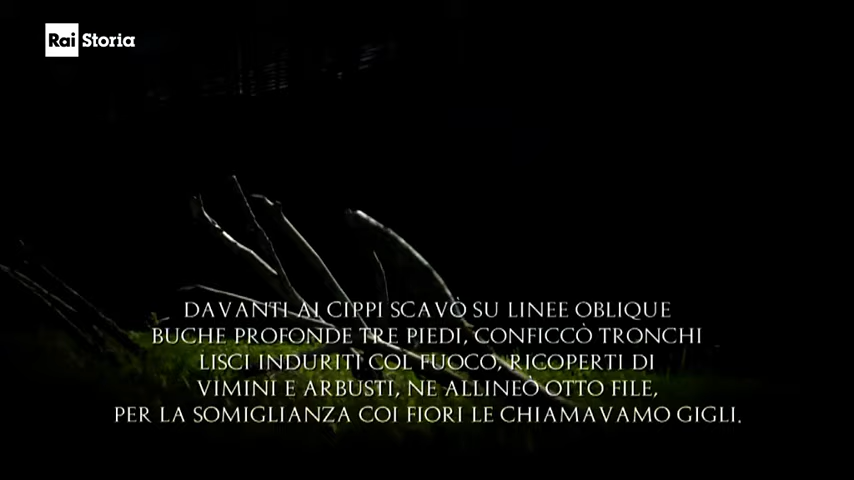 Rai Storia
DAVANTI AI CIPPI SCAVÒ SU LINEE OBLIQUE
BUCHE PROFONDE TRE PIEDI, CONFICCÒ TRONCHI
LISCI INDURITI COL FUOCO, RICOPERTI DI
VIMINI E ARBUSTI, NE ALLINEÒ OTTO FILE,
PER LA SOMIGLIANZA COI FIORI LE CHIAMAVAMO GIGLI.